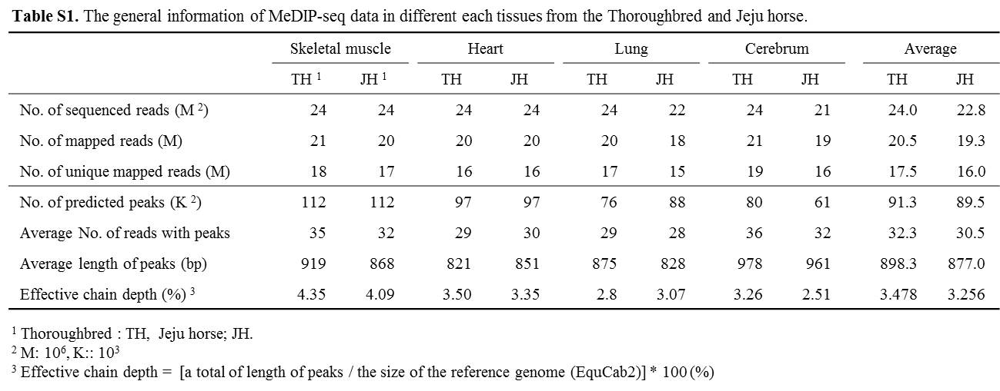 Table S1. The general information of MeDIP-seq data in different each tissues from the Thoroughbred and Jeju horse.
Skeletal muscle Heart Lung Cerebrum Average
TH 1 JH 1 TH JH TH JH TH JH TH JH
No. of sequenced reads (M 2) 24 24 24 24 24 22 24 21 24.0 22.8
No. of mapped reads (M) 21 20 20 20 20 18 21 19 20.5 19.3
No. of unique mapped reads (M) 18 17 16 16 17 15 19 16 17.5 16.0
No. of predicted peaks (K 2) 112 112 97 97 76 88 80 61 91.3 89.5
Average No. of reads with peaks 35 32 29 30 29 28 36 32 32.3 30.5
Average length of peaks (bp) 919 868 821 851 875 828 978 961 898.3 877.0
Effective chain depth (%) 3 4.35 4.09 3.50 3.35 2.8 3.07 3.26 2.51 3.478 3.256
1 Thoroughbred : TH, Jeju horse; JH.
2 M: 106, K:: 103
3 Effective chain depth = [a total of length of peaks / the size of the reference genome (EquCab2)] * 100 (%)